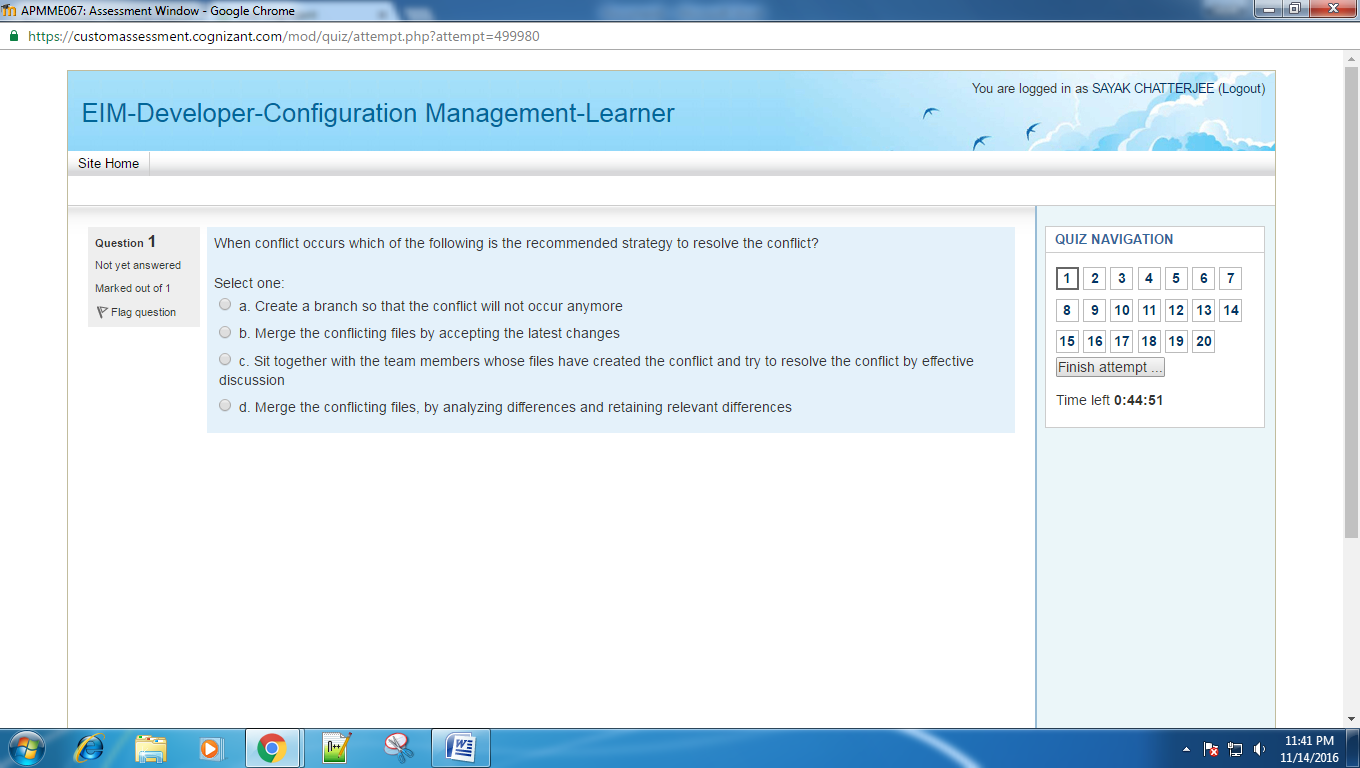 APMME067: Assessment Window - Google Chrome
https://customassessment.cognizant.com/mod/quiz/attempt.php?attempt=499980
You are logged in as SAYAK CHATTERJEE (Logout)
EIM-Developer-Configuration Management-Learner
Site Home
Question 1
Not yet answered
Marked out of 1
Flag question
When conflict occurs which of the following is the recommended strategy to resolve the conflict?
Select one:
a. Create a branch so that the conflict will not occur anymore
b. Merge the conflicting files by accepting the latest changes
c. Sit together with the team members whose files have created the conflict and try to resolve the conflict by effective
discussion
d. Merge the conflicting files, by analyzing differences and retaining relevant differences
QUIZ NAVIGATION
1 2 3 4 5 6 7
8 9 10 11 12 13 14
15 16 17 18 19 20
Finish attempt ...
Time left 0:44:51
11:41 PM
11/14/2016